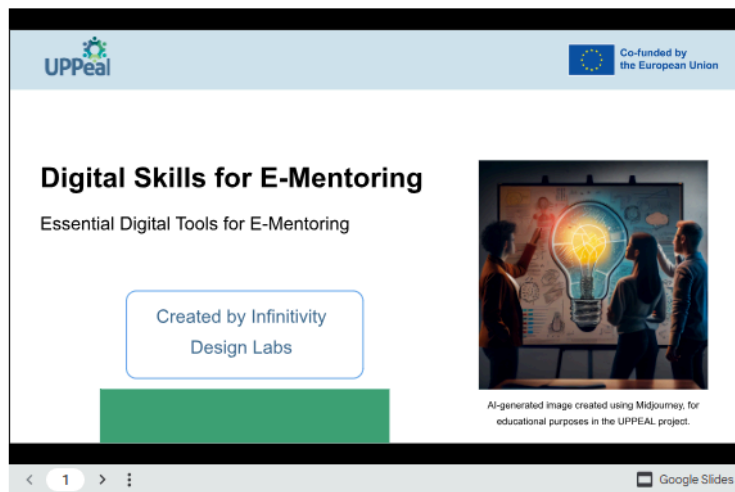 UPPeal
Co-funded by
the European Union
Digital Skills for E-Mentoring
Essential Digital Tools for E-Mentoring
Created by Infinitivity
Design Labs
AI-generated image created using Midjourney, for
educational purposes in the UPPEAL project.
1
Google Slides